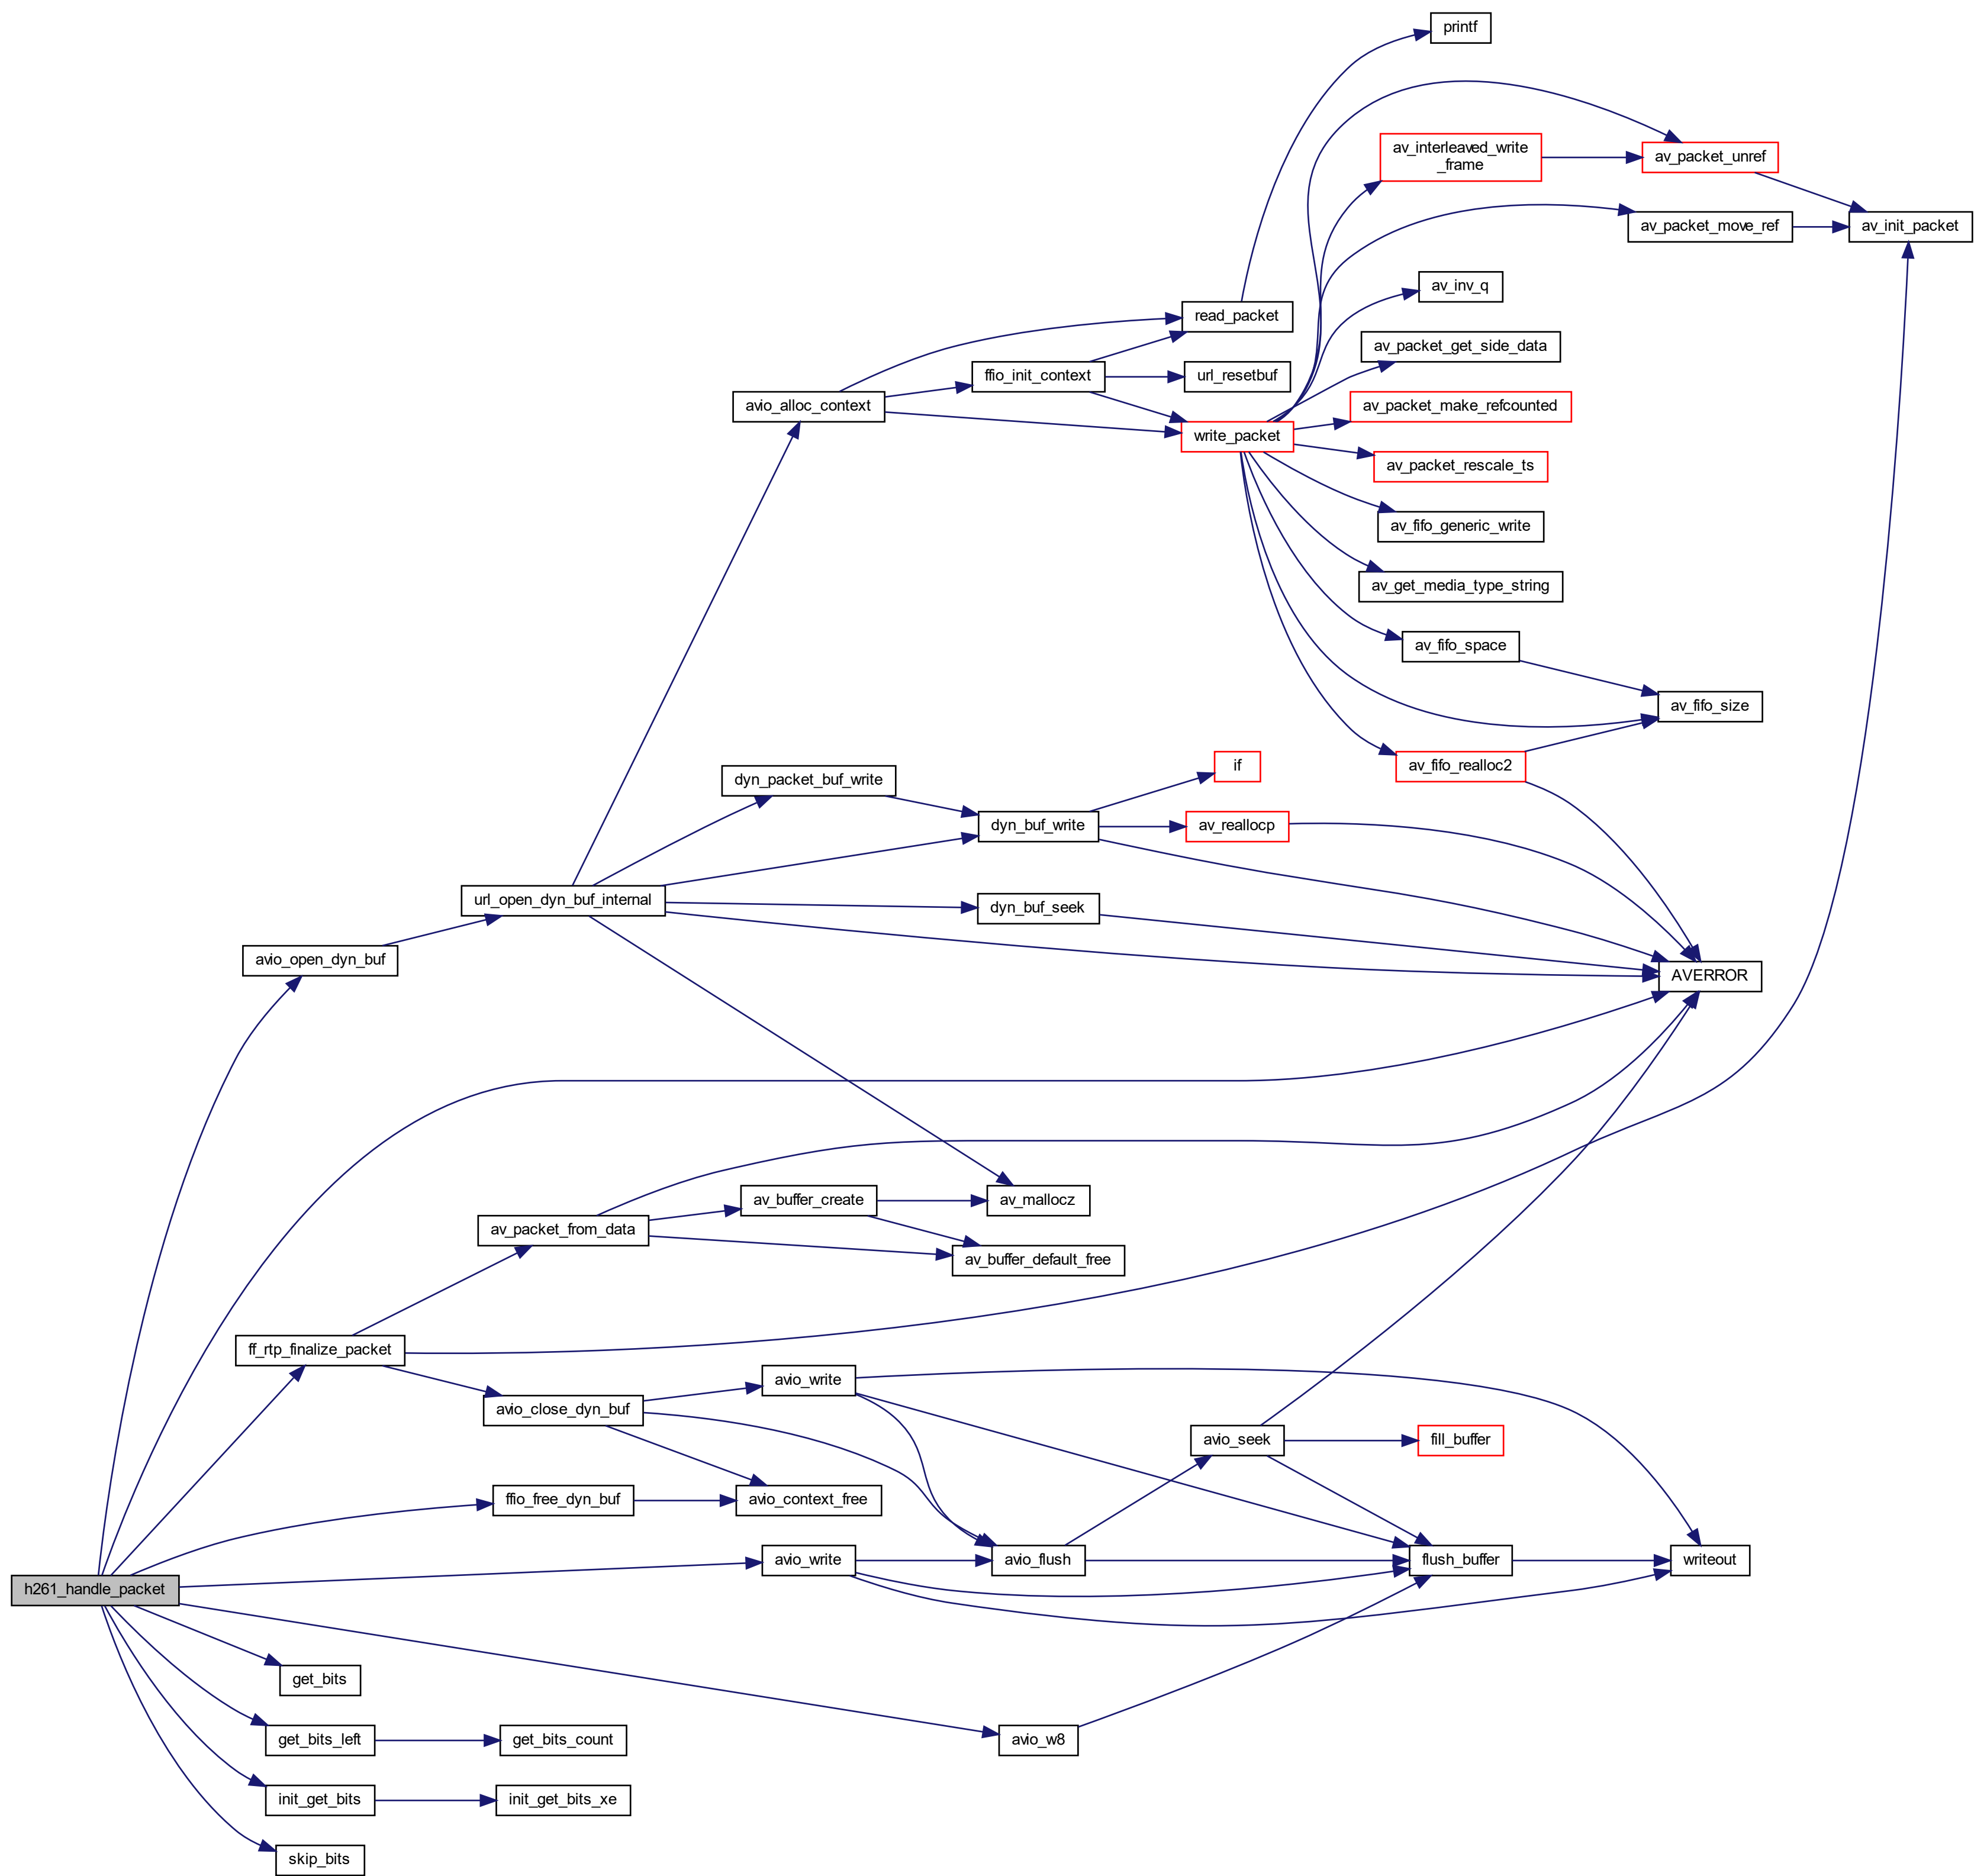 printf
av_interleaved_write
_frame
av_packet_unref
av_packet_move_ref
av_init_packet
av_inv_q
read_packet
av_packet_get_side_data
ffio_init_context
url_resetbuf
avio_alloc_context
av_packet_make_refcounted
write_packet
av_packet_rescale_ts
av_fifo_generic_write
av_get_media_type_string
av_fifo_space
av_fifo_size
if
av_fifo_realloc2
dyn_packet_buf_write
dyn_buf_write
av_reallocp
url_open_dyn_buf_internal
dyn_buf_seek
avio_open_dyn_buf
AVERROR
av_buffer_create
av_mallocz
av_packet_from_data
av_buffer_default_free
ff_rtp_finalize_packet
avio_write
avio_close_dyn_buf
avio_seek
fill_buffer
ffio_free_dyn_buf
avio_context_free
avio_write
avio_flush
flush_buffer
writeout
h261_handle_packet
get_bits
get_bits_left
get_bits_count
avio_w8
init_get_bits
init_get_bits_xe
skip_bits